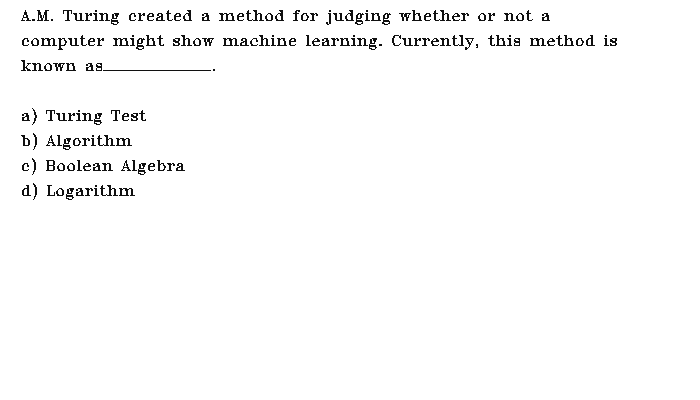 A.M. Turing created a method for judging whether or not a
computer might show machine learning. Currently, this method is
known as____________.
a) Turing Test
b) Algorithm
c) Boolean Algebra
d) Logarithm